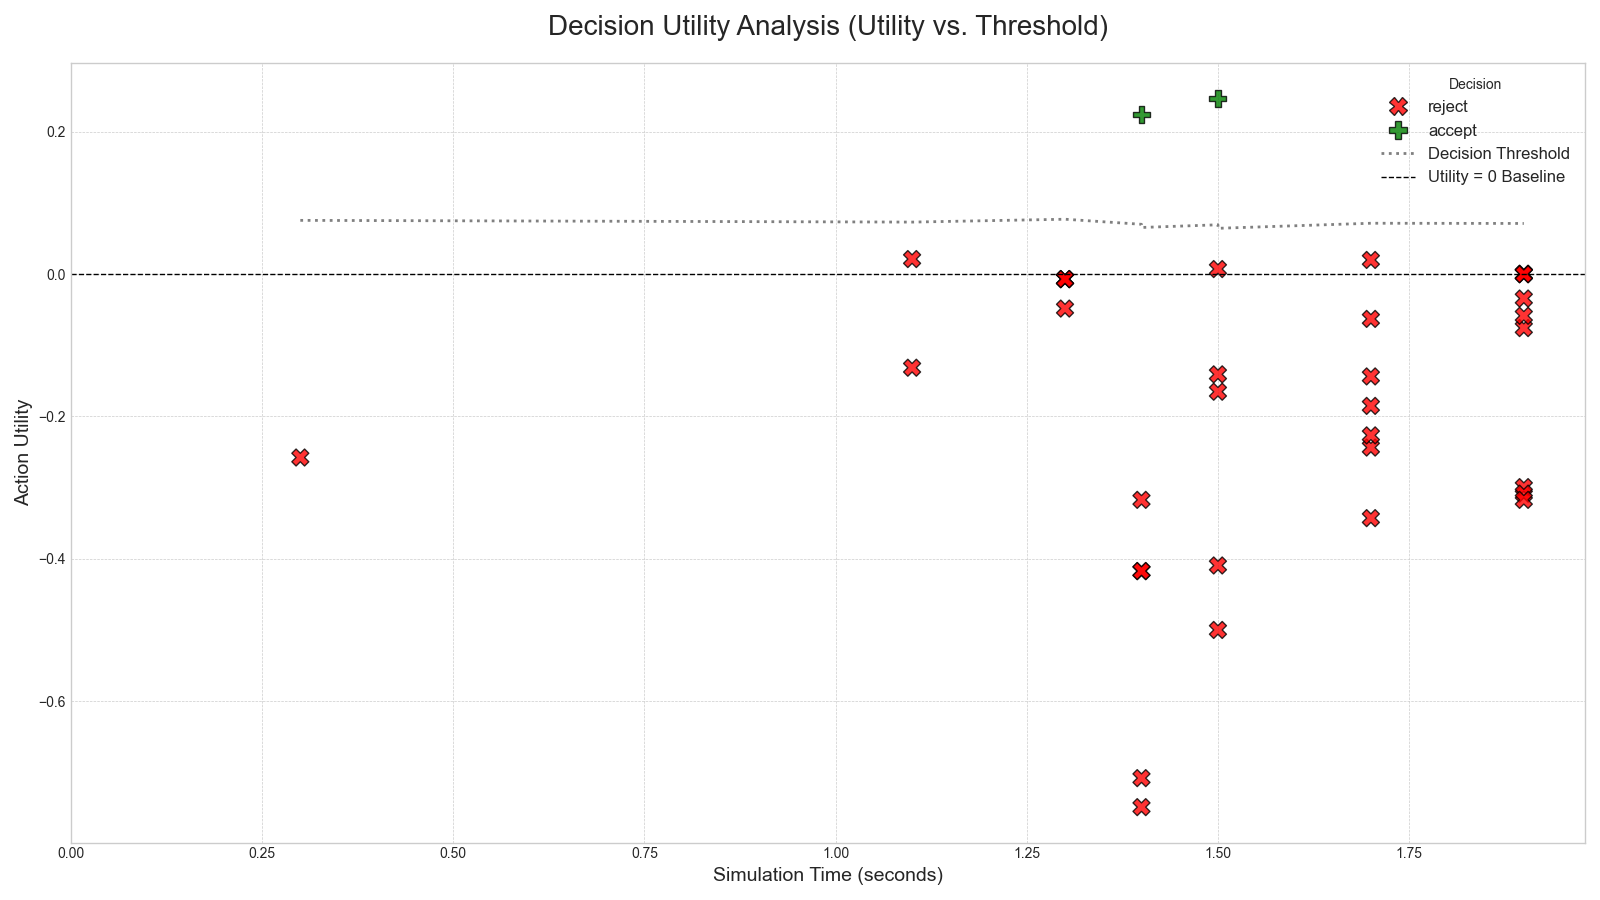 Decision Utility Analysis (Utility vs. Threshold)
Decision
reject
accept
Decision Threshold
Utility = 0 Baseline
Action Utility
0.2
0.0
−0.2
−0.4
−0.6
0.00 0.25 0.50 0.75 1.00 1.25 1.50 1.75
Simulation Time (seconds)